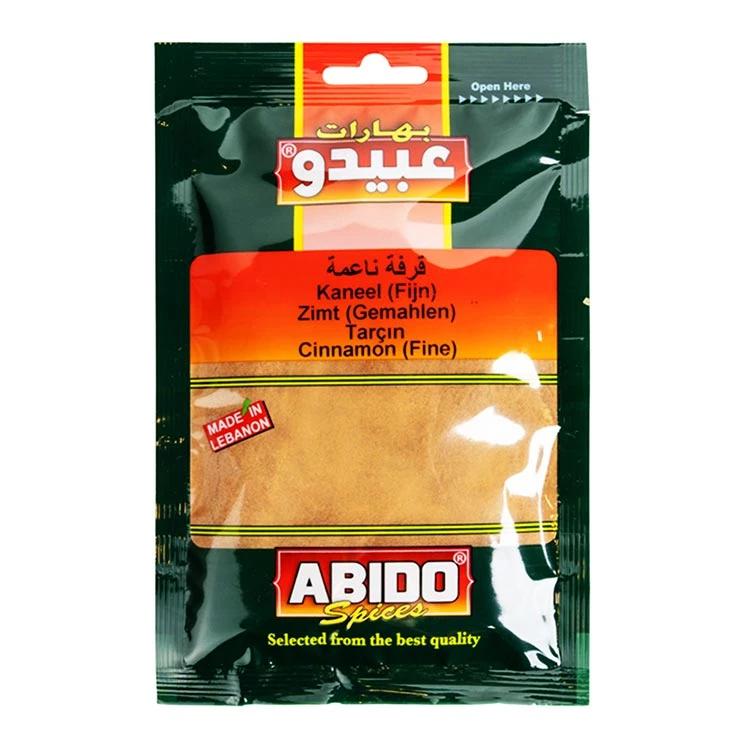 Open Here
بهارات
عبيدو®
قرفة ناعمة
Kaneel (Fijn)
Zimt (Gemahlen)
Tarçın
Cinnamon (Fine)
MADE IN
LEBANON
ABIDO®
Spices
Selected from the best quality